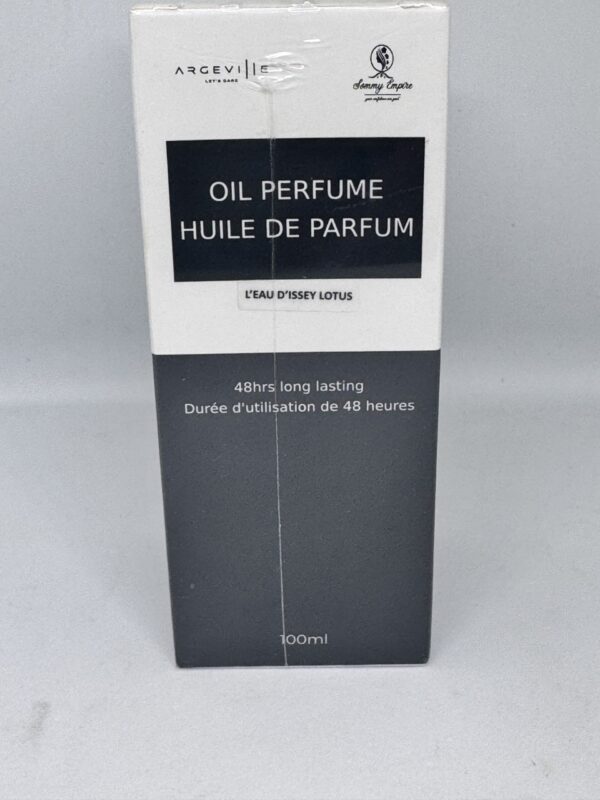 ARGEVILLE
LET'S DARE
Sommy Empire
OIL PERFUME
HUILE DE PARFUM
L'EAU D'ISSEY LOTUS
48hrs long lasting
Durée d'utilisation de 48 heures
100ml